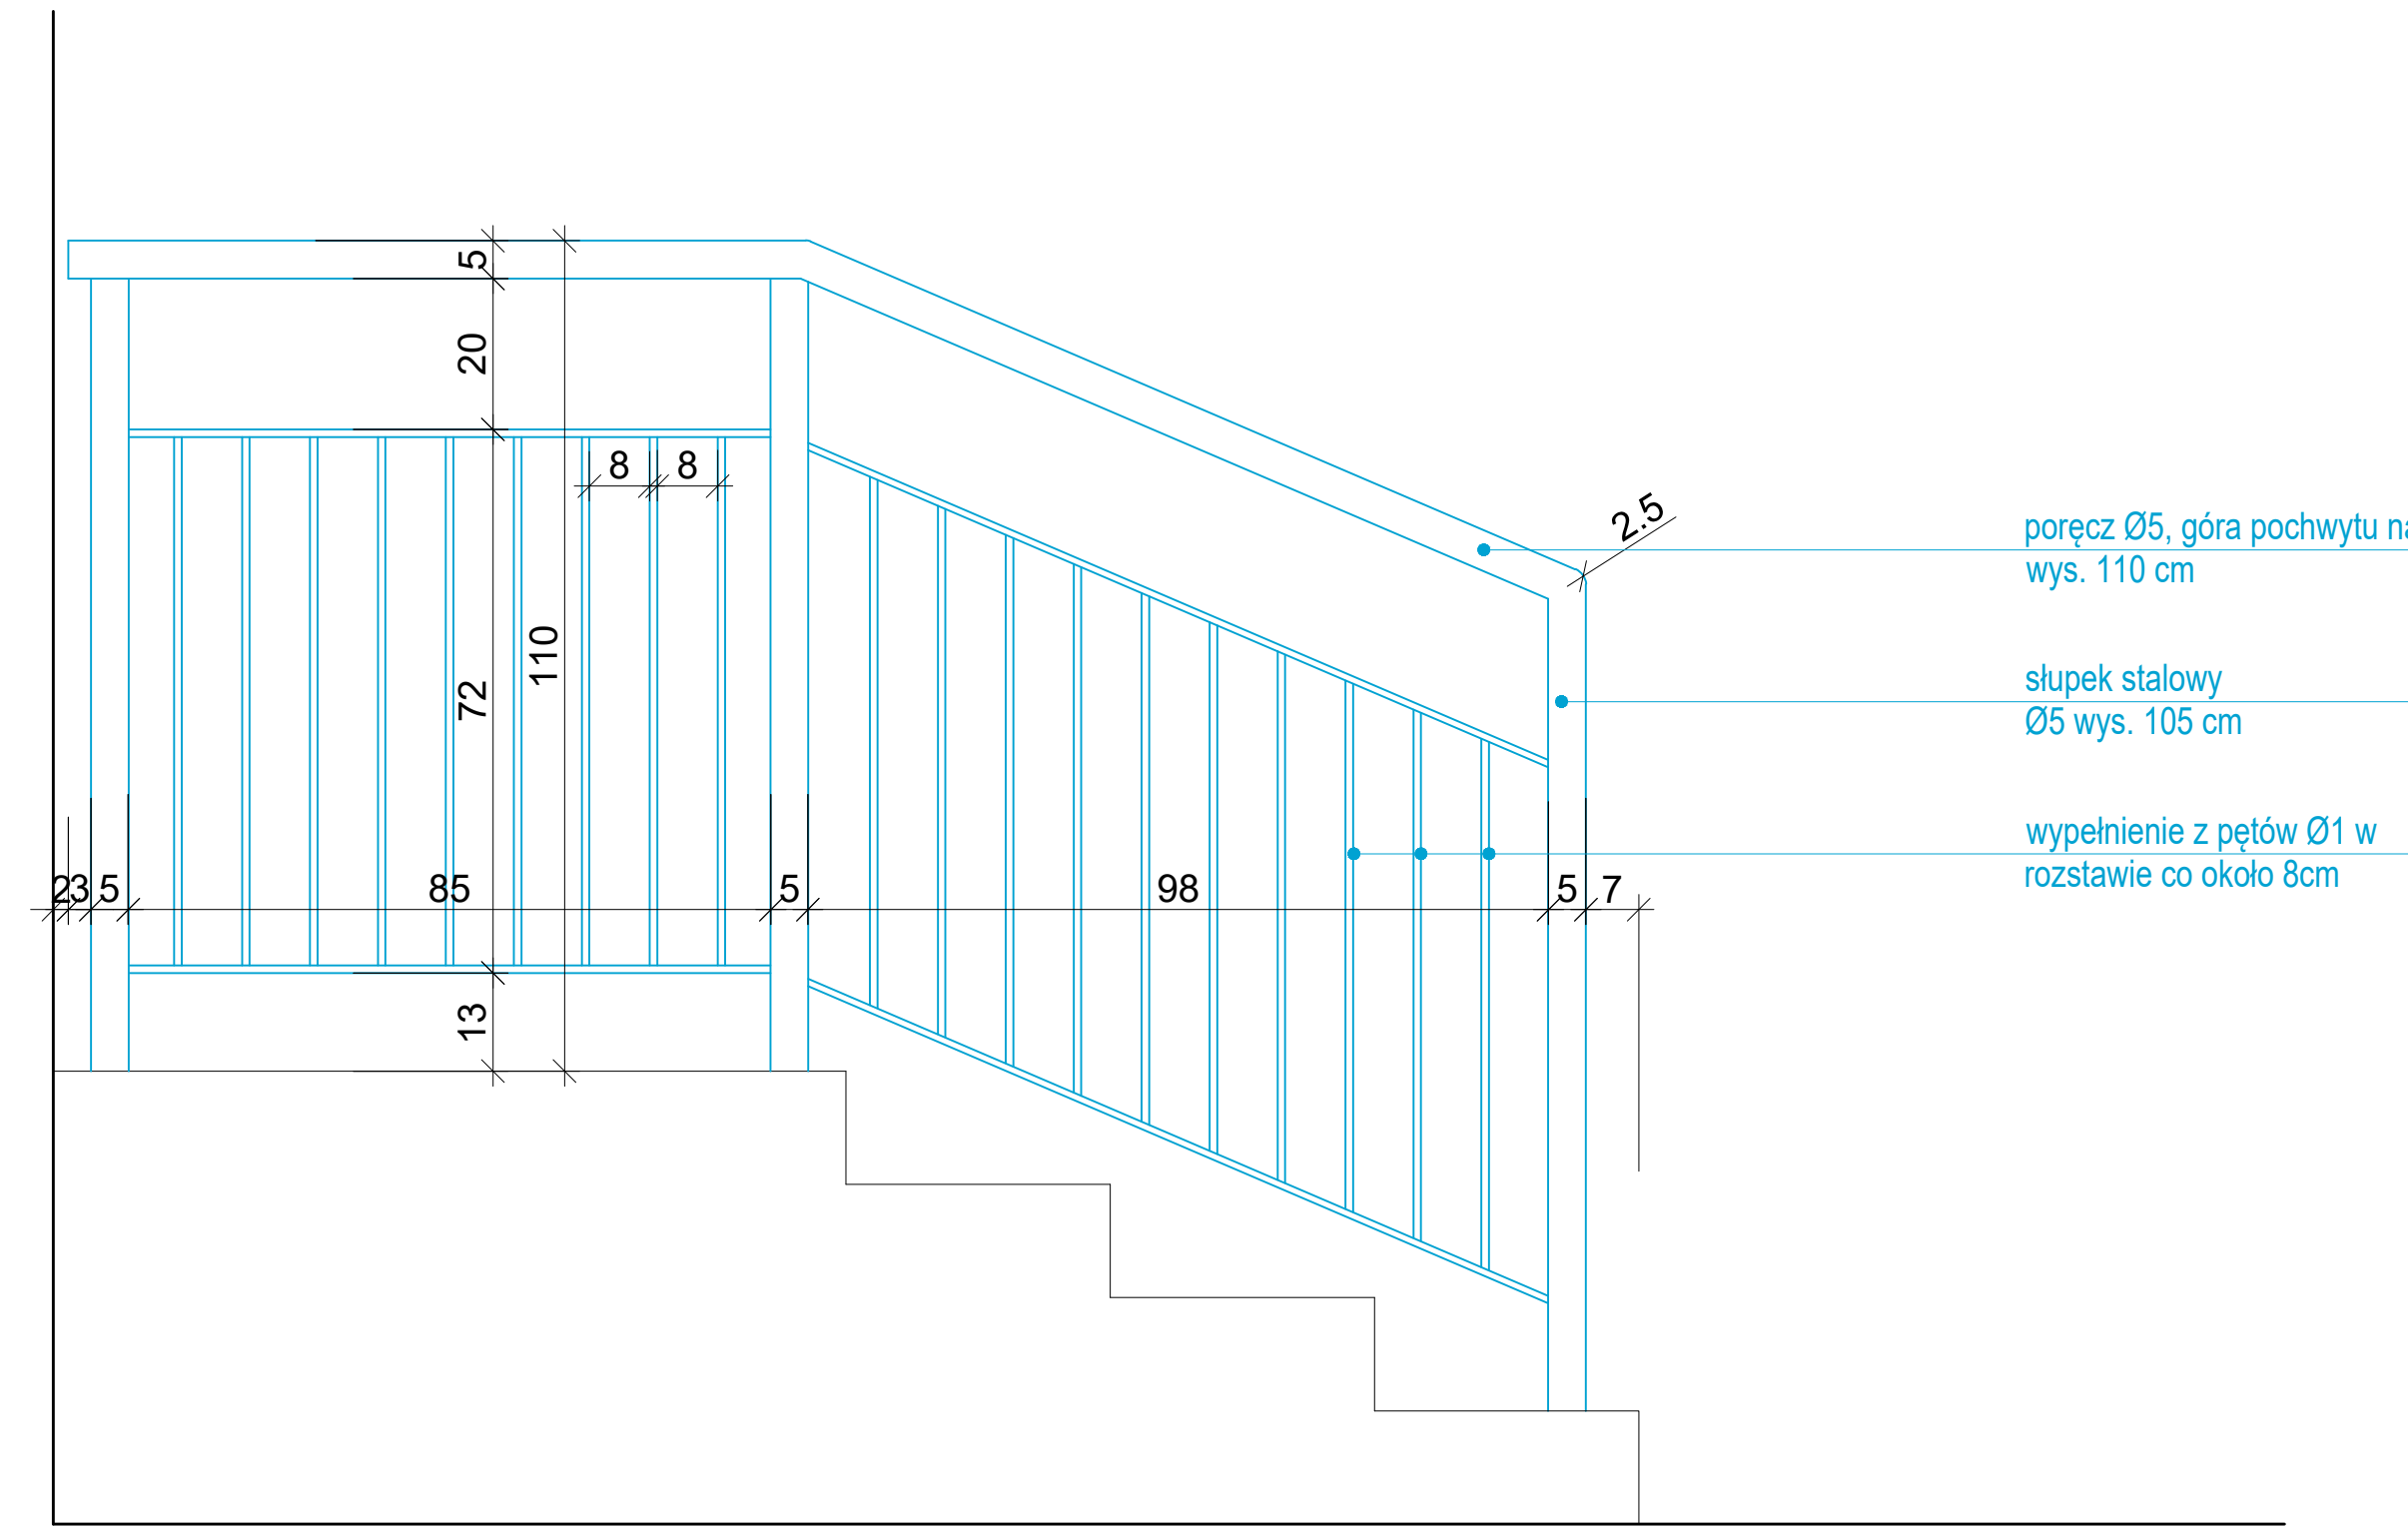 5
20
8 8
2.5
poręcz Ø5, góra pochwytu na
wys. 110 cm
110
72
słupek stalowy
Ø5 wys. 105 cm
wypełnienie z pętów Ø1 w
rozstawie co około 8cm
2 3 5 85 5 98 5 7
13